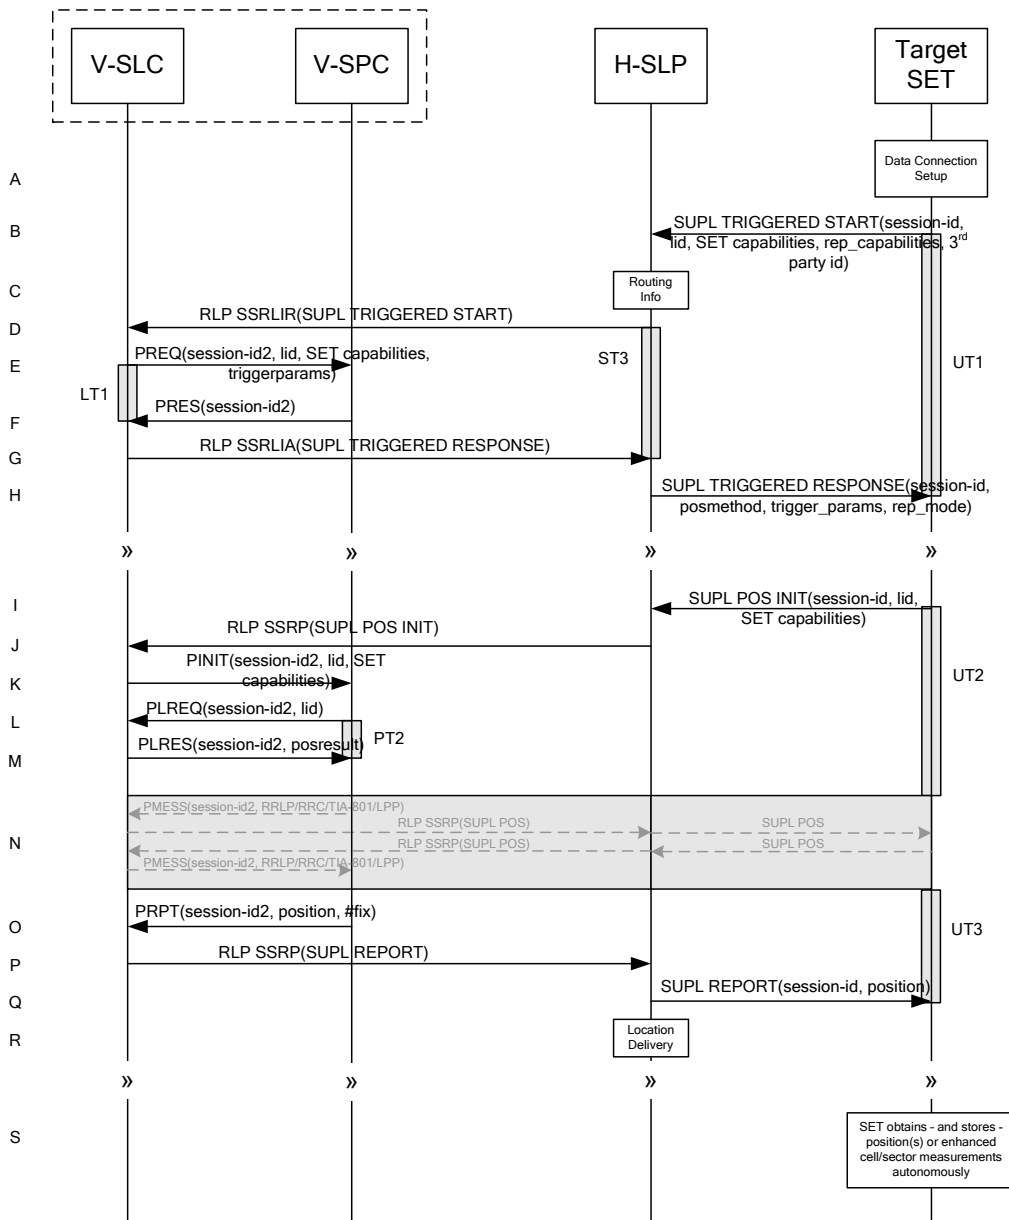 V-SLC
V-SPC
H-SLP
Target
SET
Data Connection
Setup
A
B
SUPL TRIGGERED START(session-id,
lid, SET capabilities, rep_capabilities, 3rd
party id)
C
Routing
Info
D
RLP SSRLIR(SUPL TRIGGERED START)
E
PREQ(session-id2, lid, SET capabilities,
triggerparams)
ST3
UT1
LT1
F
PRES(session-id2)
G
RLP SSRLIA(SUPL TRIGGERED RESPONSE)
H
SUPL TRIGGERED RESPONSE(session-id,
posmethod, trigger_params, rep_mode)
» » » »
I
SUPL POS INIT(session-id, lid,
SET capabilities)
J
RLP SSRP(SUPL POS INIT)
K
PINIT(session-id2, lid, SET
capabilities)
UT2
L
PLREQ(session-id2, lid)
PT2
M
PLRES(session-id2, posresult)
PMESS(session-id2, RRLP/RRC/TIA-801/LPP)
RLP SSRP(SUPL POS)
SUPL POS
N
RLP SSRP(SUPL POS)
SUPL POS
PMESS(session-id2, RRLP/RRC/TIA-801/LPP)
O
PRPT(session-id2, position, #fix)
UT3
P
RLP SSRP(SUPL REPORT)
Q
SUPL REPORT(session-id, position)
R
Location
Delivery
» » » »
S
SET obtains - and stores -
position(s) or enhanced
cell/sector measurements
autonomously